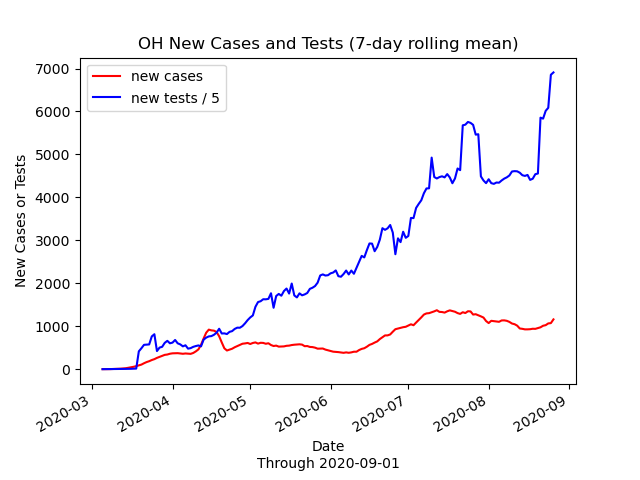 OH New Cases and Tests (7-day rolling mean)
new cases
new tests / 5
7000
6000
5000
4000
3000
2000
1000
0
New Cases or Tests
2020-03
2020-04
2020-05
2020-06
2020-07
2020-08
2020-09
Date
Through 2020-09-01